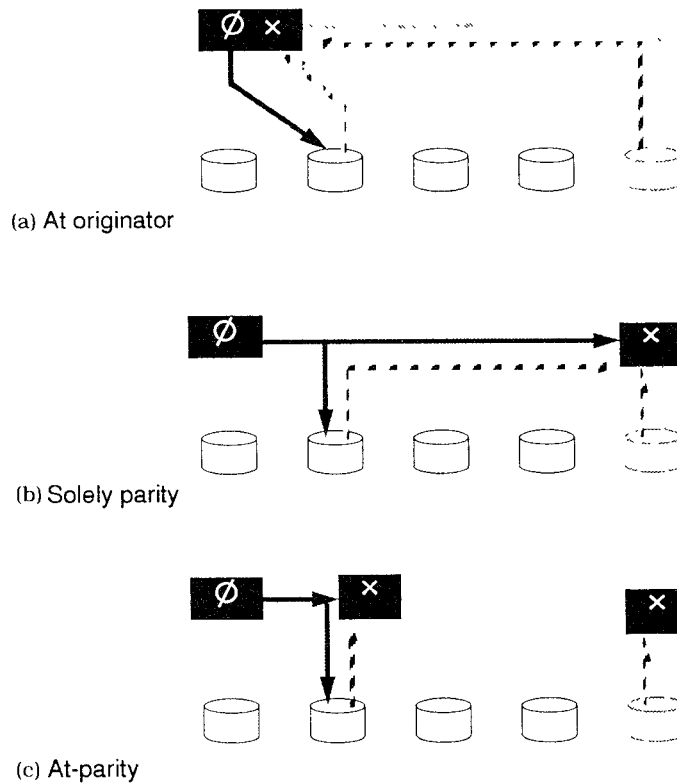 Ø ×
(a) At originator
Ø ×
(b) Solely parity
Ø × ×
(c) At-parity